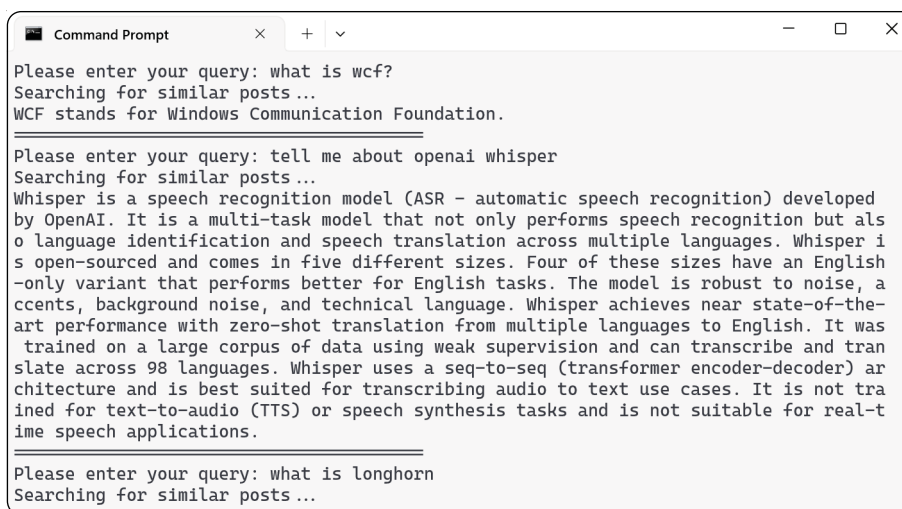 Command Prompt
Please enter your query: what is wcf?
Searching for similar posts...
WCF stands for Windows Communication Foundation.
==================================================
Please enter your query: tell me about openai whisper
Searching for similar posts...
Whisper is a speech recognition model (ASR - automatic speech recognition) developed
by OpenAI. It is a multi-task model that not only performs speech recognition but als
o language identification and speech translation across multiple languages. Whisper i
s open-sourced and comes in five different sizes. Four of these sizes have an English
-only variant that performs better for English tasks. The model is robust to noise, a
ccents, background noise, and technical language. Whisper achieves near state-of-the-
art performance with zero-shot translation from multiple languages to English. It was
 trained on a large corpus of data using weak supervision and can transcribe and tran
slate across 98 languages. Whisper uses a seq-to-seq (transformer encoder-decoder) ar
chitecture and is best suited for transcribing audio to text use cases. It is not tra
ined for text-to-audio (TTS) or speech synthesis tasks and is not suitable for real-t
ime speech applications.
==================================================
Please enter your query: what is longhorn
Searching for similar posts...